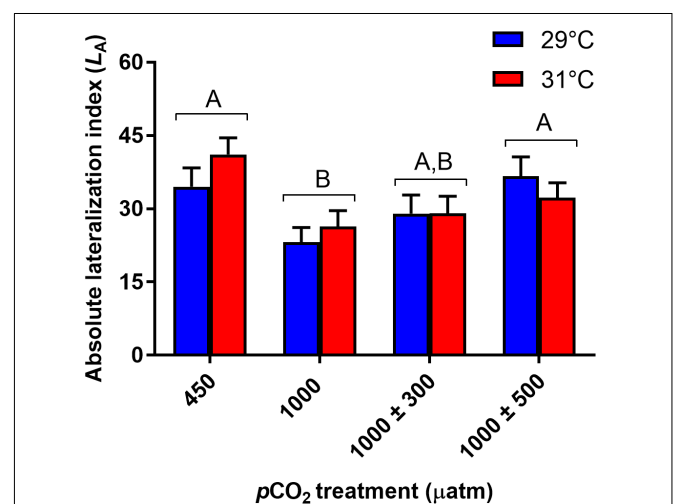 29°C
31°C
Absolute lateralization index (LA)
60
45
30
15
0
A
B
A,B
A
450
1000
1000 ± 300
1000 ± 500
pCO₂ treatment (µatm)